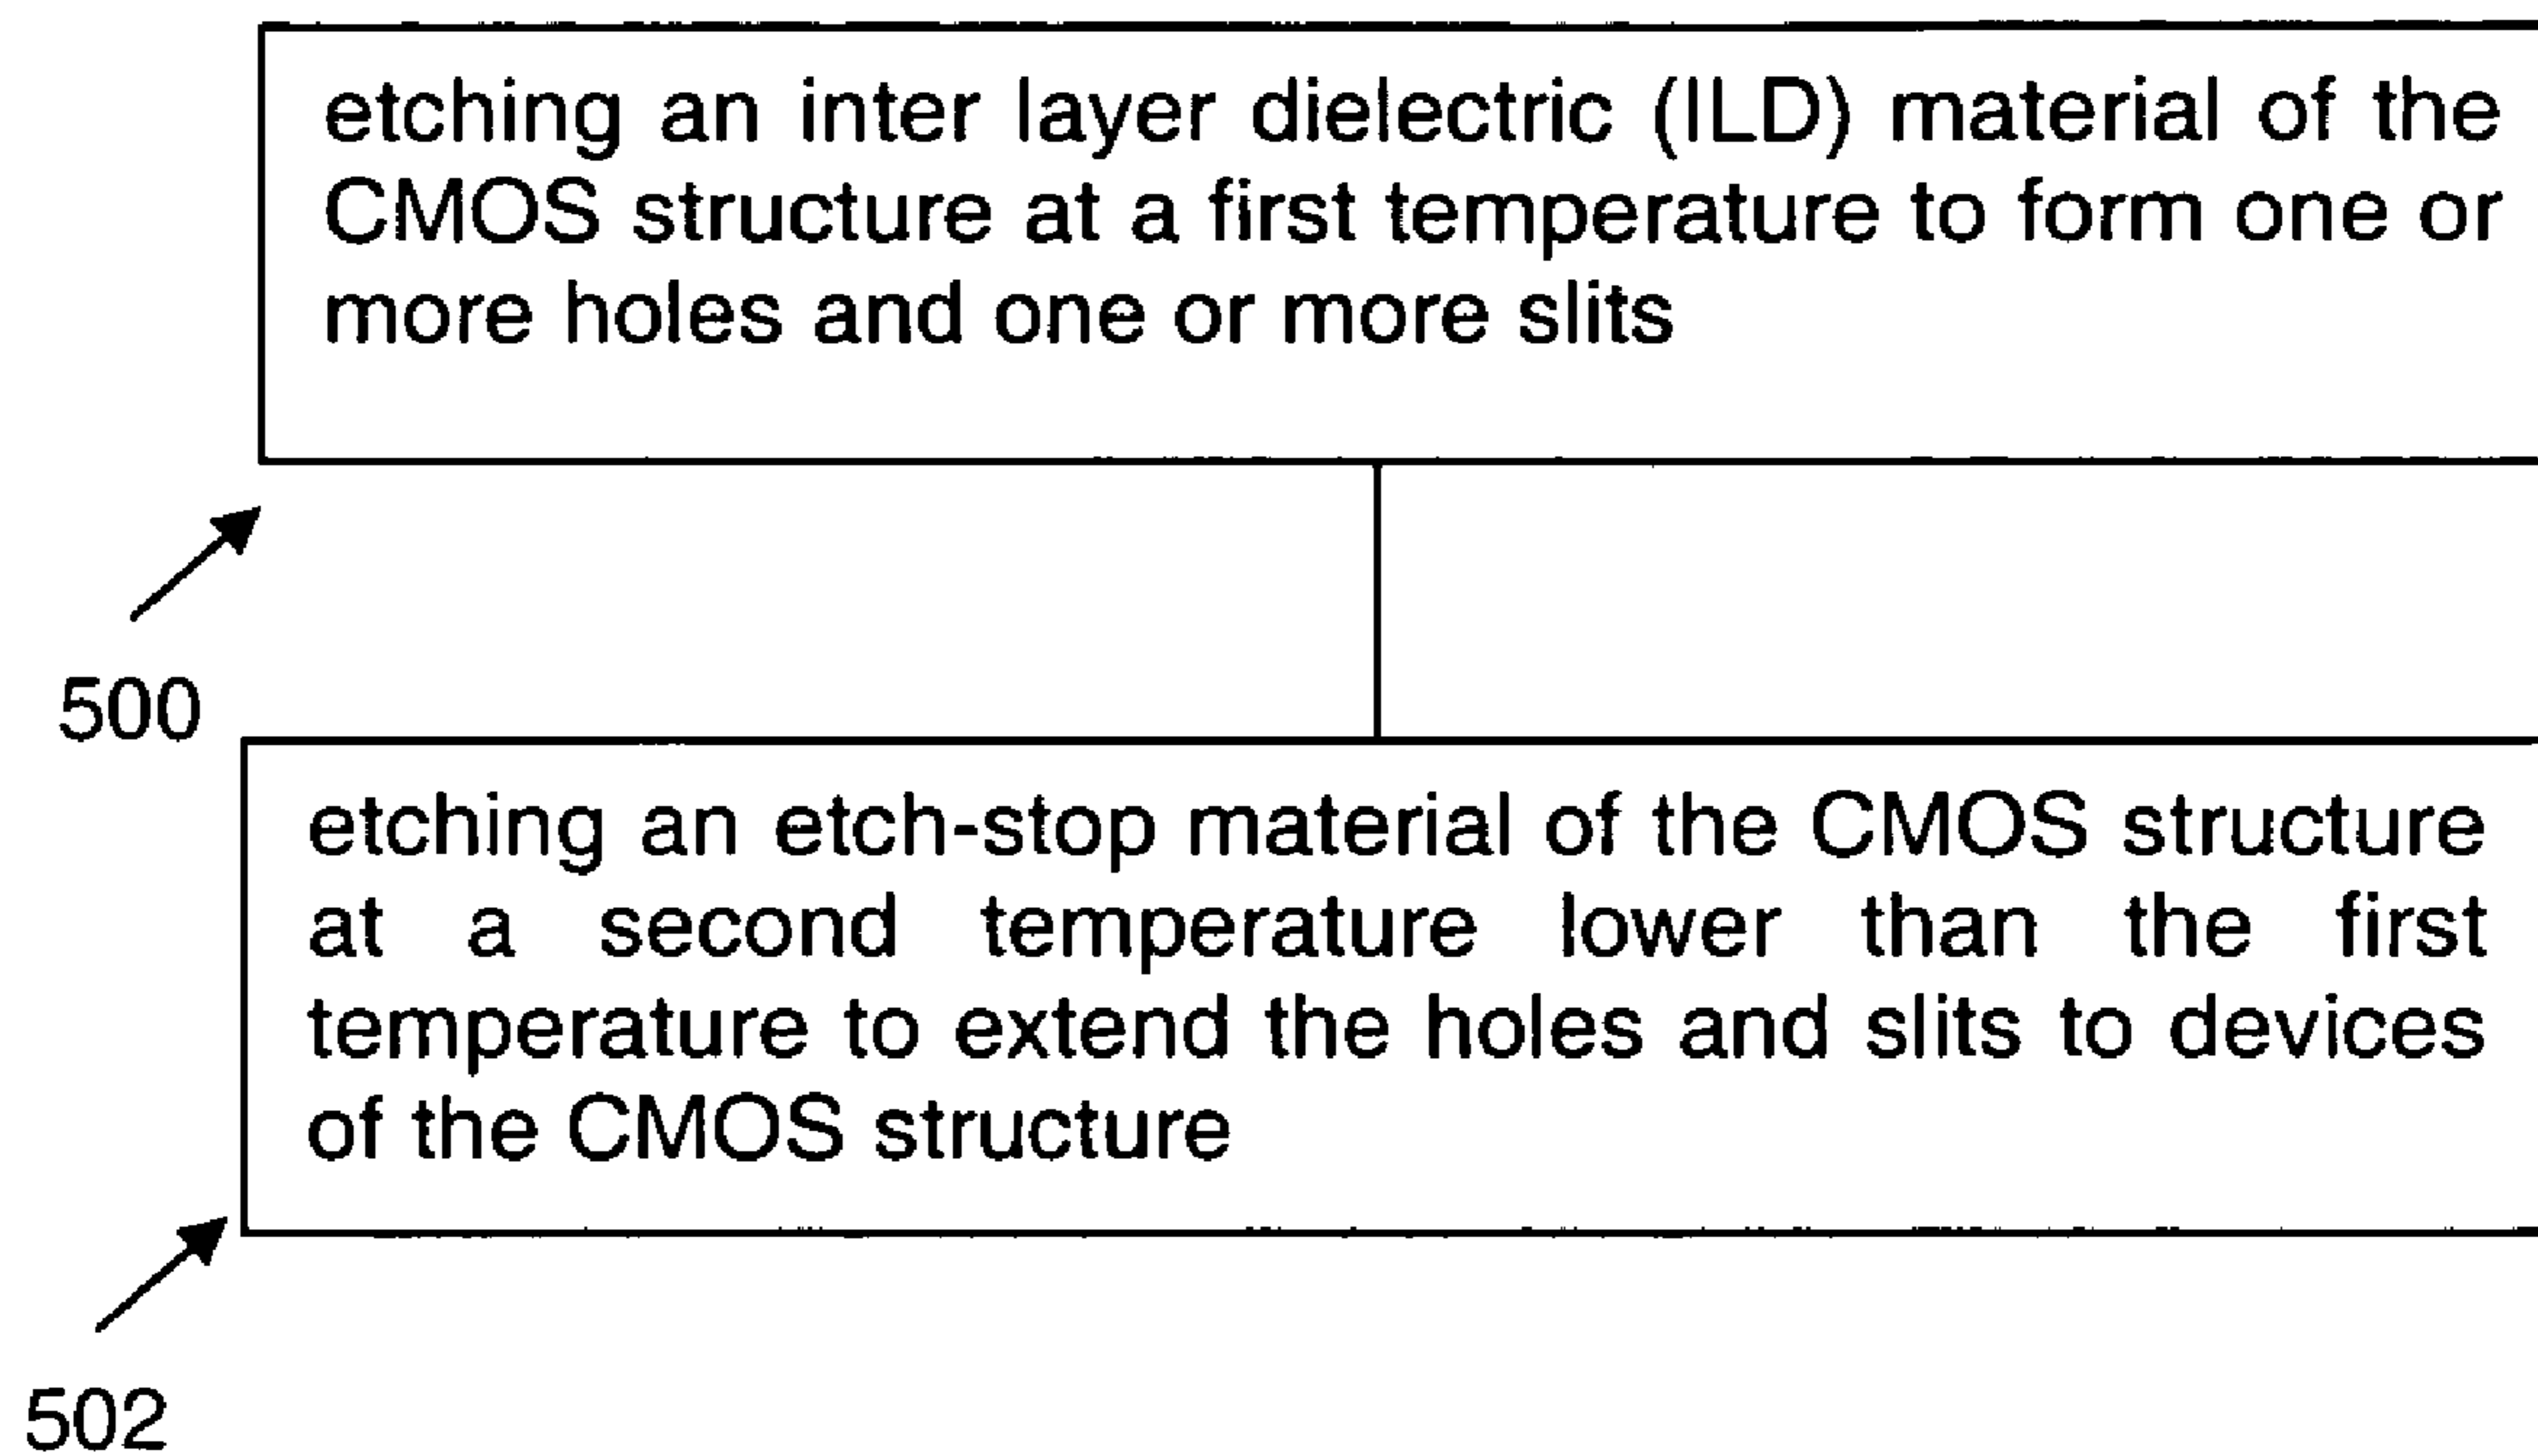 etching an inter layer dielectric (ILD) material of the
CMOS structure at a first temperature to form one or
more holes and one or more slits
500
etching an etch-stop material of the CMOS structure
at a second temperature lower than the first
temperature to extend the holes and slits to devices
of the CMOS structure
502